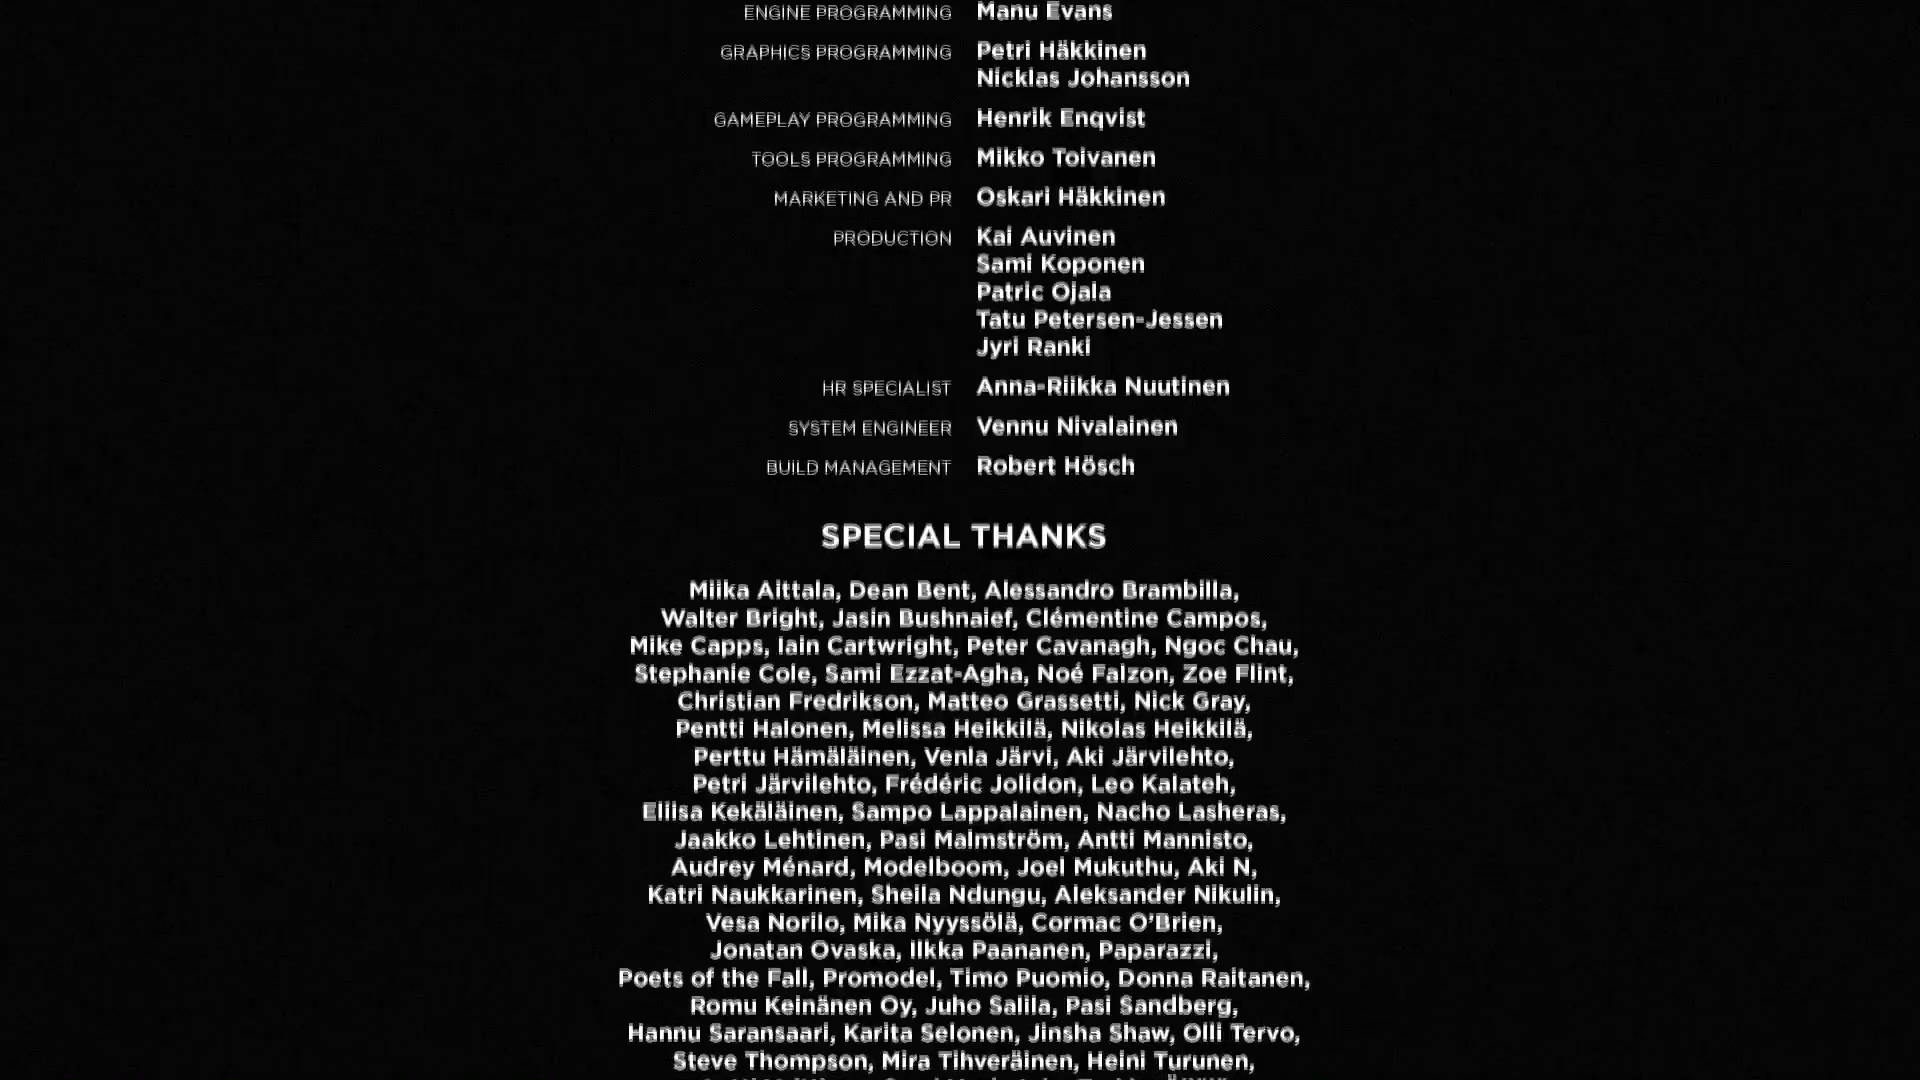 ENGINE PROGRAMMING Manu Evans
GRAPHICS PROGRAMMING Petri Häkkinen
Nicklas Johansson
GAMEPLAY PROGRAMMING Henrik Enqvist
TOOLS PROGRAMMING Mikko Toivanen
MARKETING AND PR Oskari Häkkinen
PRODUCTION Kai Auvinen
Sami Koponen
Patric Ojala
Tatu Petersen-Jessen
Jyri Ranki
HR SPECIALIST Anna-Riikka Nuutinen
SYSTEM ENGINEER Vennu Nivalainen
BUILD MANAGEMENT Robert Hösch
SPECIAL THANKS
Miika Aittala, Dean Bent, Alessandro Brambilla,
Walter Bright, Jasin Bushnaief, Clémentine Campos,
Mike Capps, Iain Cartwright, Peter Cavanagh, Ngoc Chau,
Stephanie Cole, Sami Ezzat-Agha, Noé Falzon, Zoe Flint,
Christian Fredrikson, Matteo Grassetti, Nick Gray,
Pentti Halonen, Melissa Heikkilä, Nikolas Heikkilä,
Perttu Hämäläinen, Venla Järvi, Aki Järvilehto,
Petri Järvilehto, Frédéric Jolidon, Leo Kalateh,
Eliisa Kekäläinen, Sampo Lappalainen, Nacho Lasheras,
Jaakko Lehtinen, Pasi Malmström, Antti Mannisto,
Audrey Ménard, Modelboom, Joel Mukuthu, Aki N,
Katri Naukkarinen, Sheila Ndungu, Aleksander Nikulin,
Vesa Norilo, Mika Nyyssölä, Cormac O'Brien,
Jonatan Ovaska, Ilkka Paananen, Paparazzi,
Poets of the Fall, Promodel, Timo Puomio, Donna Raitanen,
Romu Keinänen Oy, Juho Salila, Pasi Sandberg,
Hannu Saransaari, Karita Selonen, Jinsha Shaw, Olli Tervo,
Steve Thompson, Mira Tihveräinen, Heini Turunen,